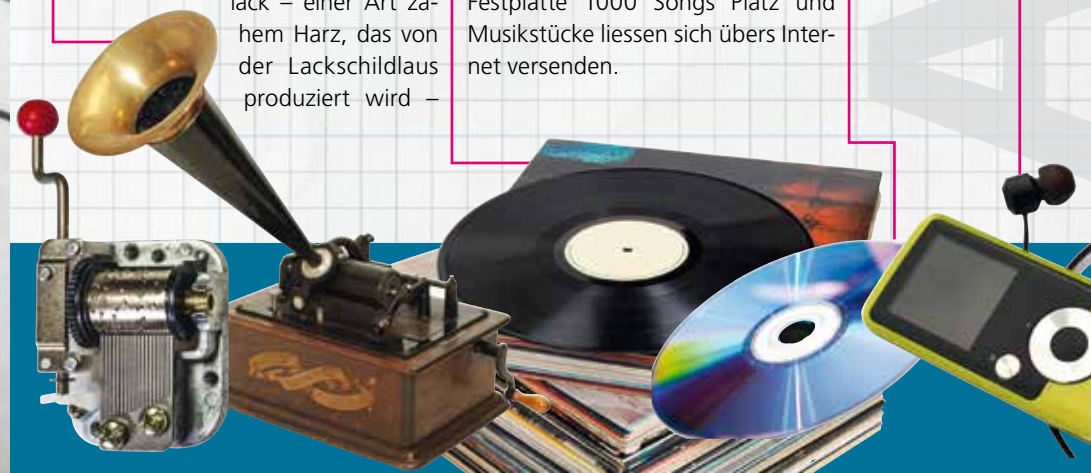 lack – einer Art zä-
hem Harz, das von
der Lackschildlaus
produziert wird –
Festplatte 1000 Songs Platz und
Musikstücke liessen sich übers Inter-
net versenden.